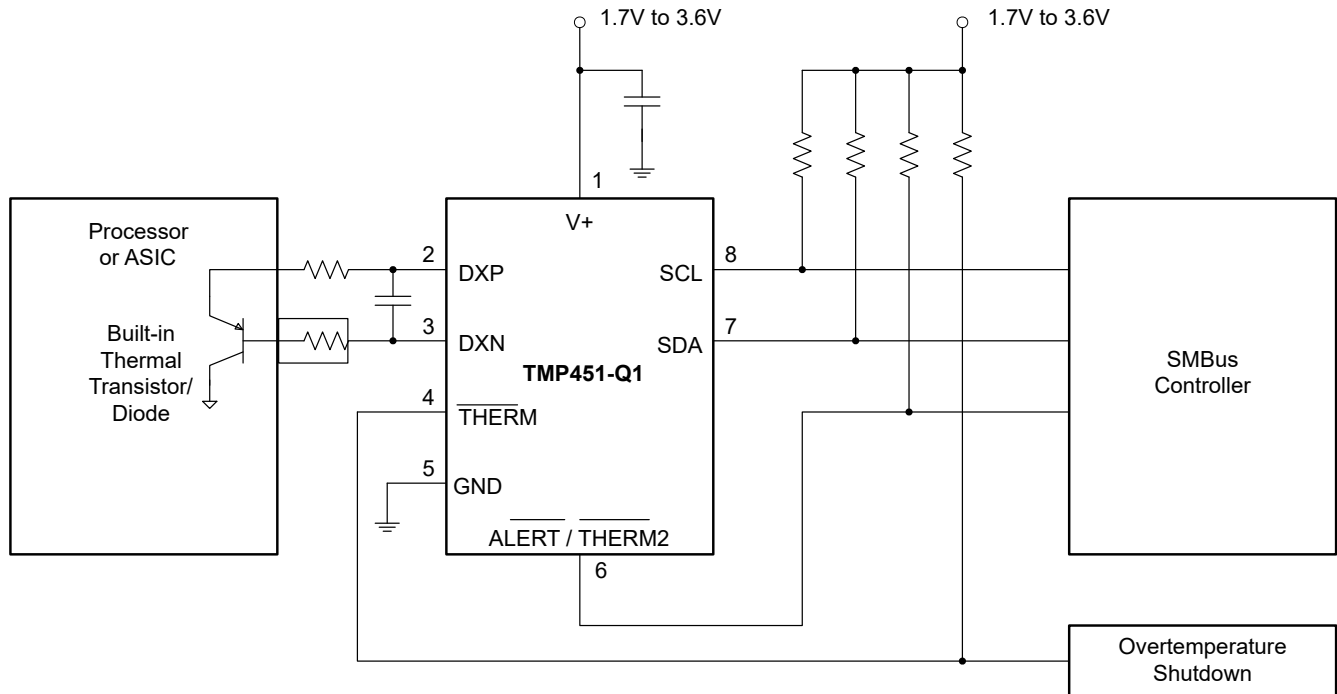 1.7V to 3.6V
1.7V to 3.6V
1
V+
Processor
or ASIC
Built-in
Thermal
Transistor/
Diode
2
DXP
3
DXN
TMP451-Q1
4
THERM
5
GND
ALERT / THERM2
6
8
SCL
7
SDA
SMBus
Controller
Overtemperature
Shutdown